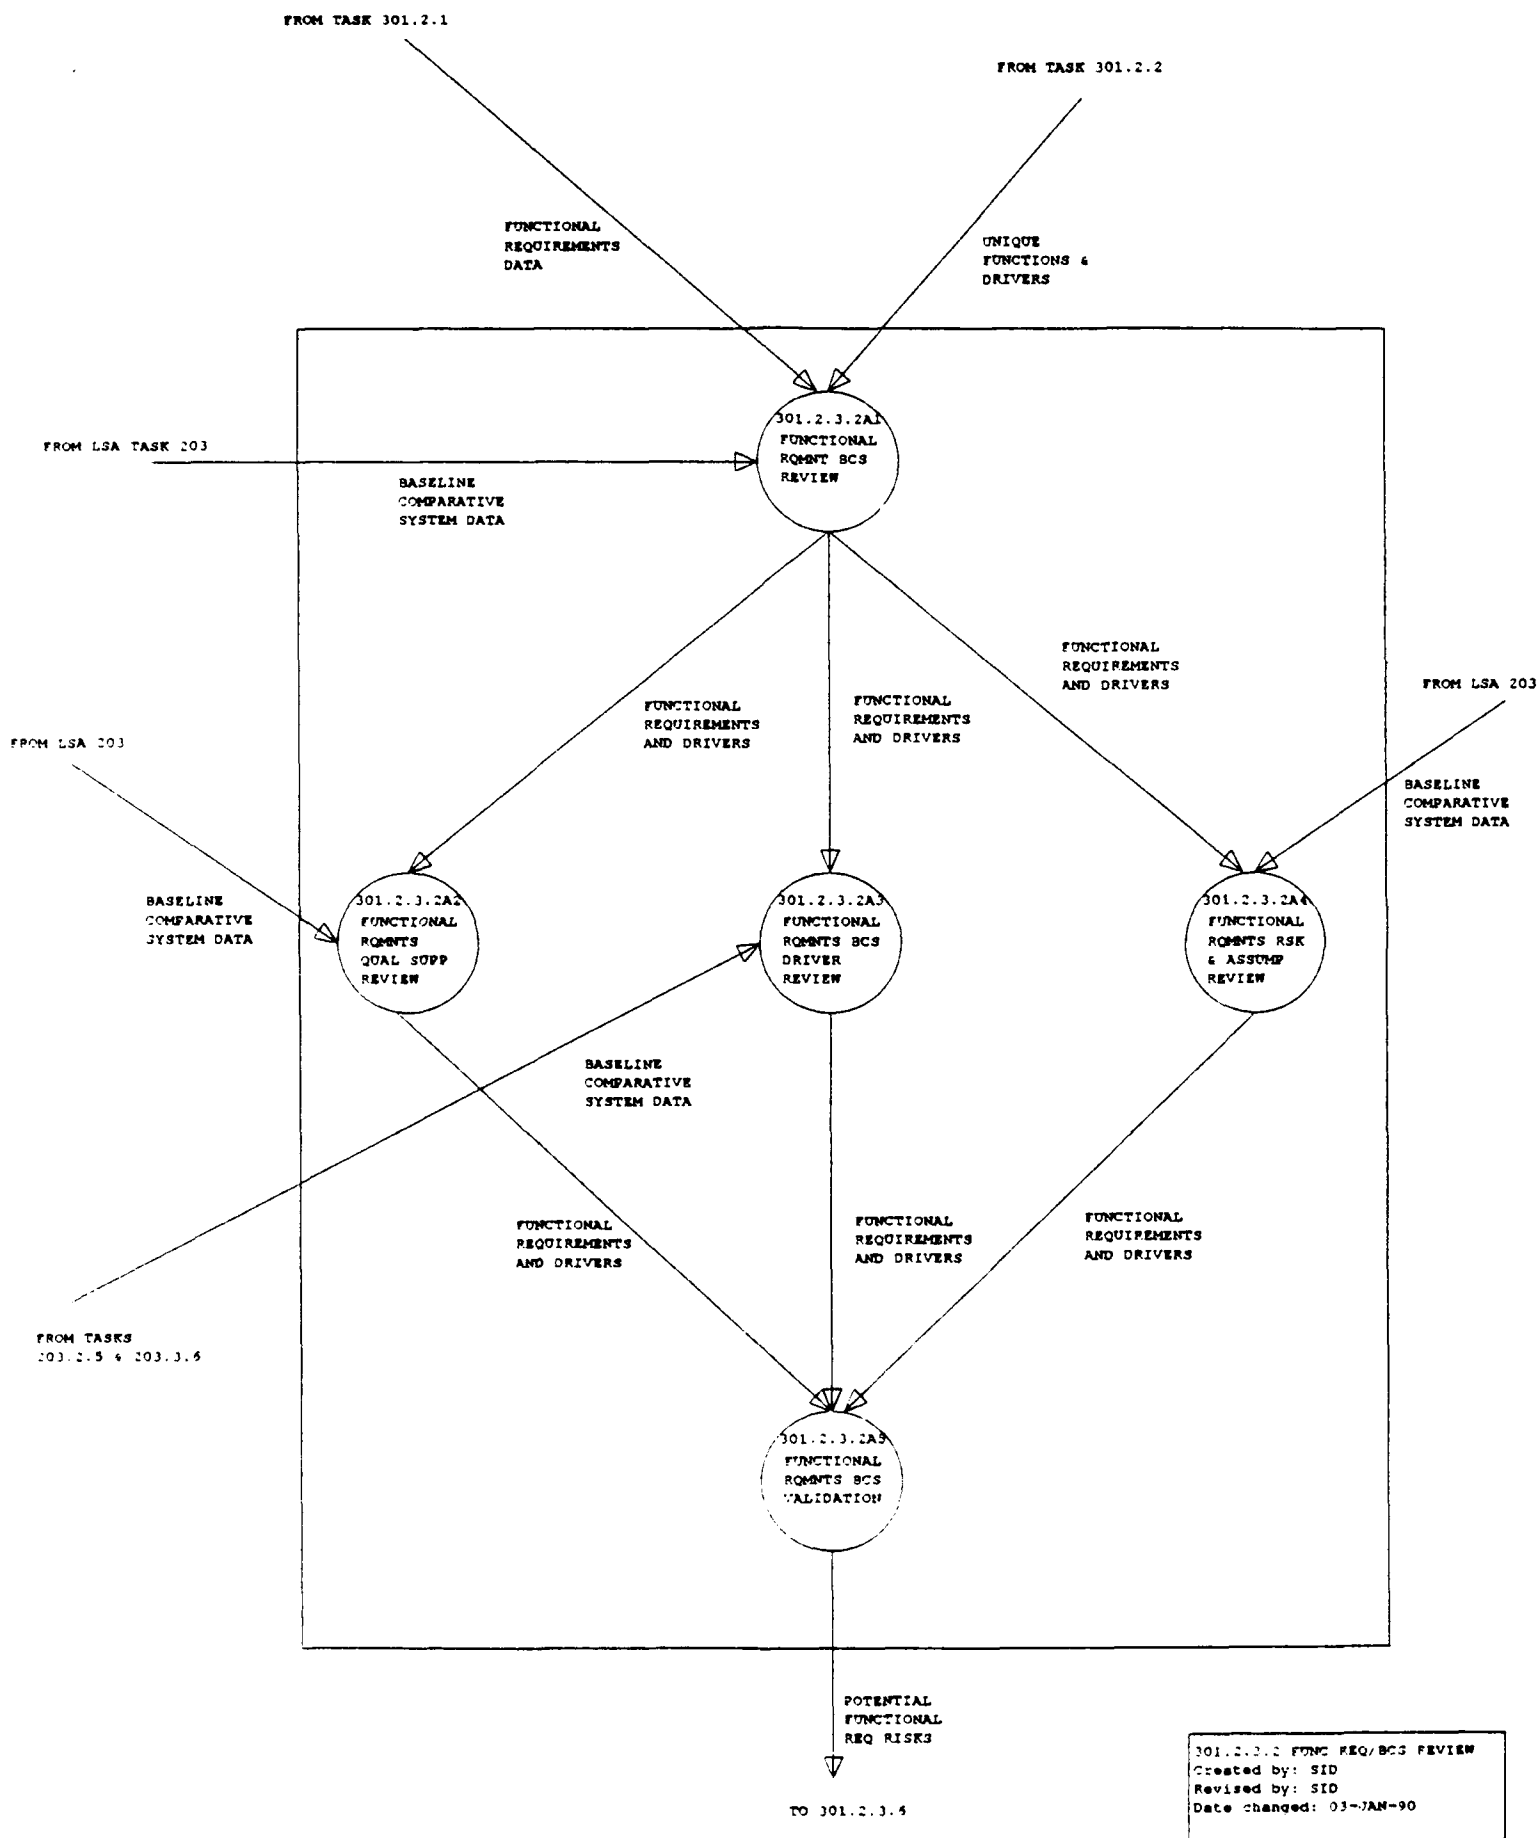 FROM TASK 301.2.1
FROM TASK 301.2.2
FUNCTIONAL
REQUIREMENTS
DATA
UNIQUE
FUNCTIONS &
DRIVERS
301.2.3.2A1
FUNCTIONAL
RQMNT BCS
REVIEW
FROM LSA TASK 203
BASELINE
COMPARATIVE
SYSTEM DATA
FUNCTIONAL
REQUIREMENTS
AND DRIVERS
FUNCTIONAL
REQUIREMENTS
AND DRIVERS
FUNCTIONAL
REQUIREMENTS
AND DRIVERS
FROM LSA 203
FROM LSA 203
BASELINE
COMPARATIVE
SYSTEM DATA
BASELINE
COMPARATIVE
SYSTEM DATA
301.2.3.2A2
FUNCTIONAL
RQMNTS
QUAL SUPP
REVIEW
301.2.3.2A3
FUNCTIONAL
RQMNTS BCS
DRIVER
REVIEW
301.2.3.2A4
FUNCTIONAL
RQMNTS RSK
& ASSUMP
REVIEW
BASELINE
COMPARATIVE
SYSTEM DATA
FUNCTIONAL
REQUIREMENTS
AND DRIVERS
FUNCTIONAL
REQUIREMENTS
AND DRIVERS
FUNCTIONAL
REQUIREMENTS
AND DRIVERS
FROM TASKS
203.2.5 & 203.3.6
301.2.3.2A5
FUNCTIONAL
RQMNTS BCS
VALIDATION
POTENTIAL
FUNCTIONAL
REQ RISKS
TO 301.2.3.6
301.2.3.2 FUNC REQ/BCS REVIEW
Created by: SID
Revised by: SID
Date changed: 03-JAN-90